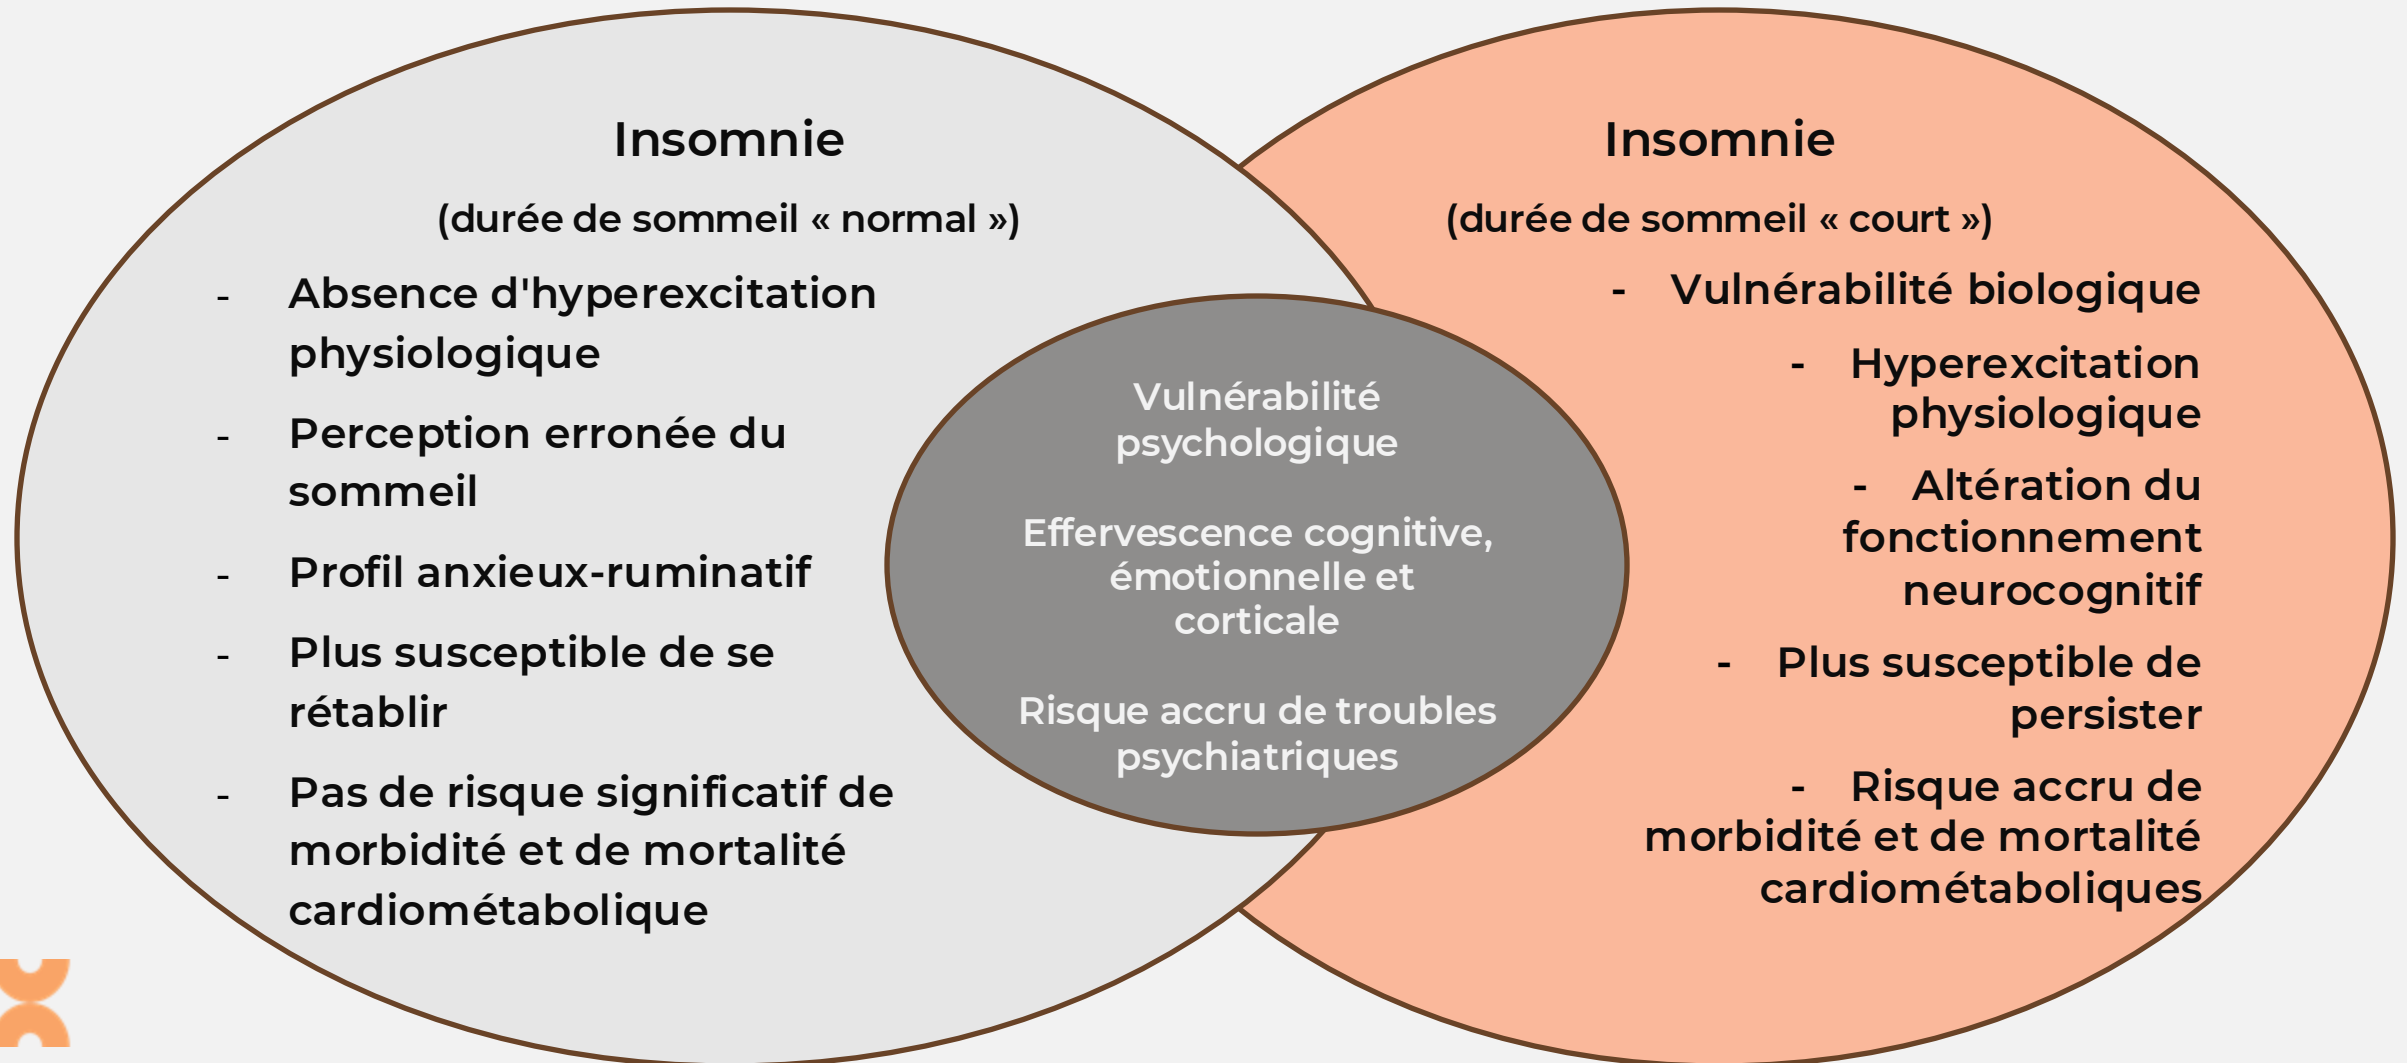 Insomnie
(durée de sommeil « normal »)
- Absence d'hyperexcitation
physiologique
- Perception erronée du
sommeil
- Profil anxieux-ruminatif
- Plus susceptible de se
rétablir
- Pas de risque significatif de
morbidité et de mortalité
cardiométabolique
Vulnérabilité
psychologique
Effervescence cognitive,
émotionnelle et
corticale
Risque accru de troubles
psychiatriques
Insomnie
(durée de sommeil « court »)
- Vulnérabilité biologique
- Hyperexcitation
physiologique
- Altération du
fonctionnement
neurocognitif
- Plus susceptible de
persister
- Risque accru de
morbidité et de mortalité
cardiométaboliques